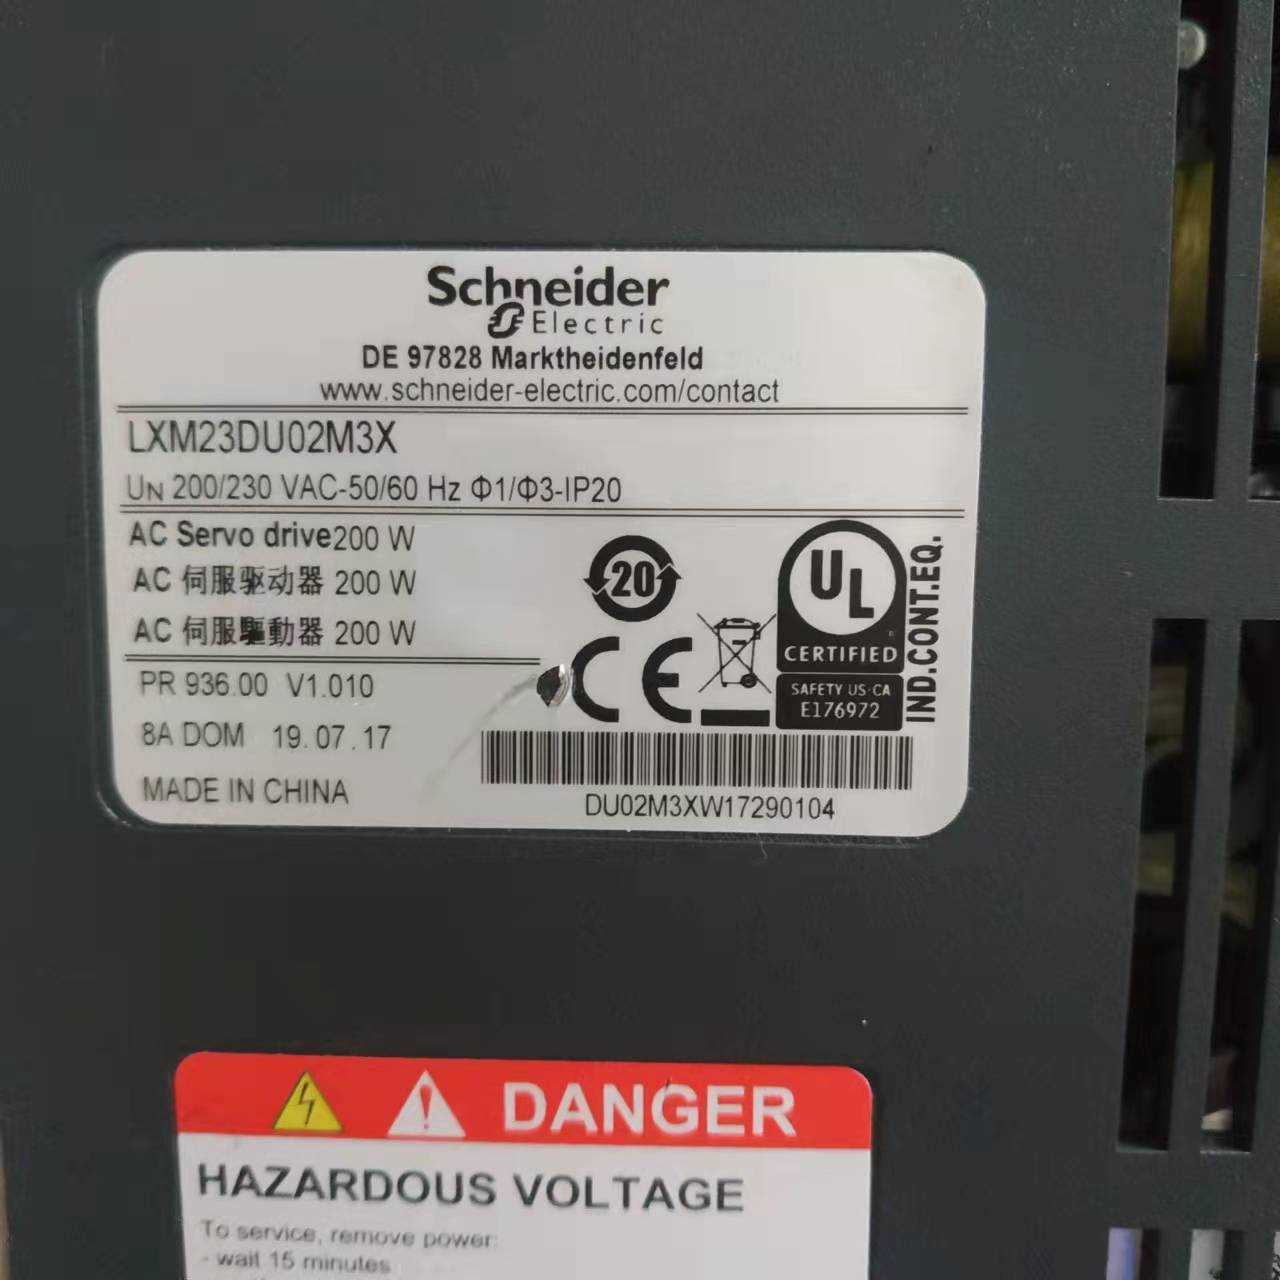 Schneider
Electric
DE 97828 Marktheidenfeld
www.schneider-electric.com/contact
LXM23DU02M3X
UN 200/230 VAC-50/60 Hz Φ1/Φ3-IP20
AC Servo drive 200 W
AC 伺服驱动器 200 W
AC 伺服驅動器 200 W
PR 936.00 V1.010
8A DOM 19.07.17
MADE IN CHINA
20
CE
UL
CERTIFIED
SAFETY US·CA
E176972
IND.CONT.EQ.
DU02M3XW17290104
DANGER
HAZARDOUS VOLTAGE
To service, remove power:
- wait 15 minutes